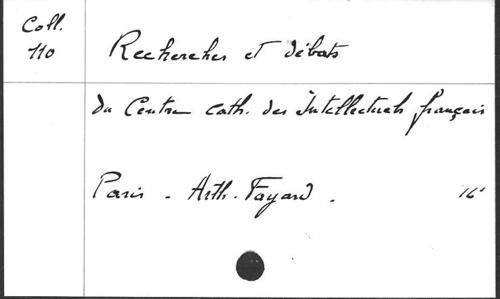 Coll.
110
Recherches et débats
du Centre cath. des Intellectuels français
Paris - Arth. Fayard. 16°